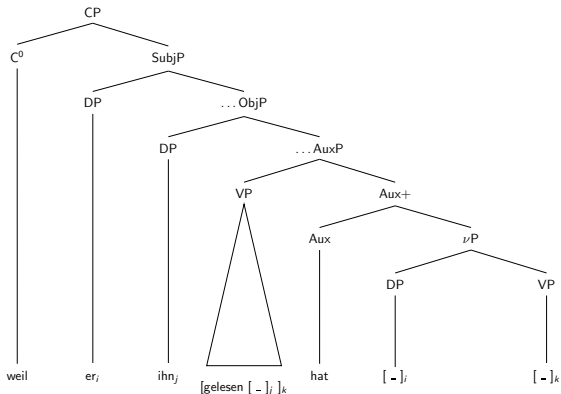 CP
C⁰ SubjP
DP ...ObjP
DP ...AuxP
VP Aux+
Aux νP
DP VP
weil erᵢ ihnⱼ [gelesen [ _ ]ⱼ ]ₖ hat [ _ ]ᵢ [ _ ]ₖ